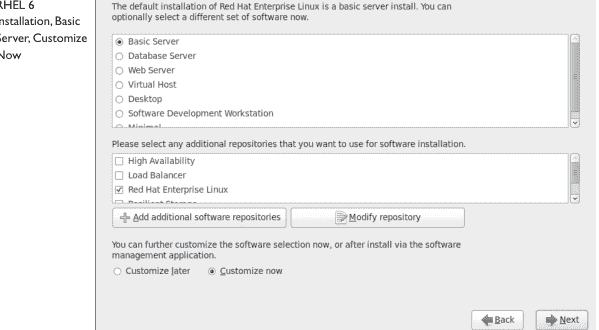 RHEL 6
Installation, Basic
Server, Customize
Now
The default installation of Red Hat Enterprise Linux is a basic server install. You can
optionally select a different set of software now.
Basic Server
Database Server
Web Server
Virtual Host
Desktop
Software Development Workstation
Minimal
Please select any additional repositories that you want to use for software installation.
High Availability
Load Balancer
Red Hat Enterprise Linux
Resilient Storage
Add additional software repositories
Modify repository
You can further customize the software selection now, or after install via the software
management application.
Customize later
Customize now
Back
Next